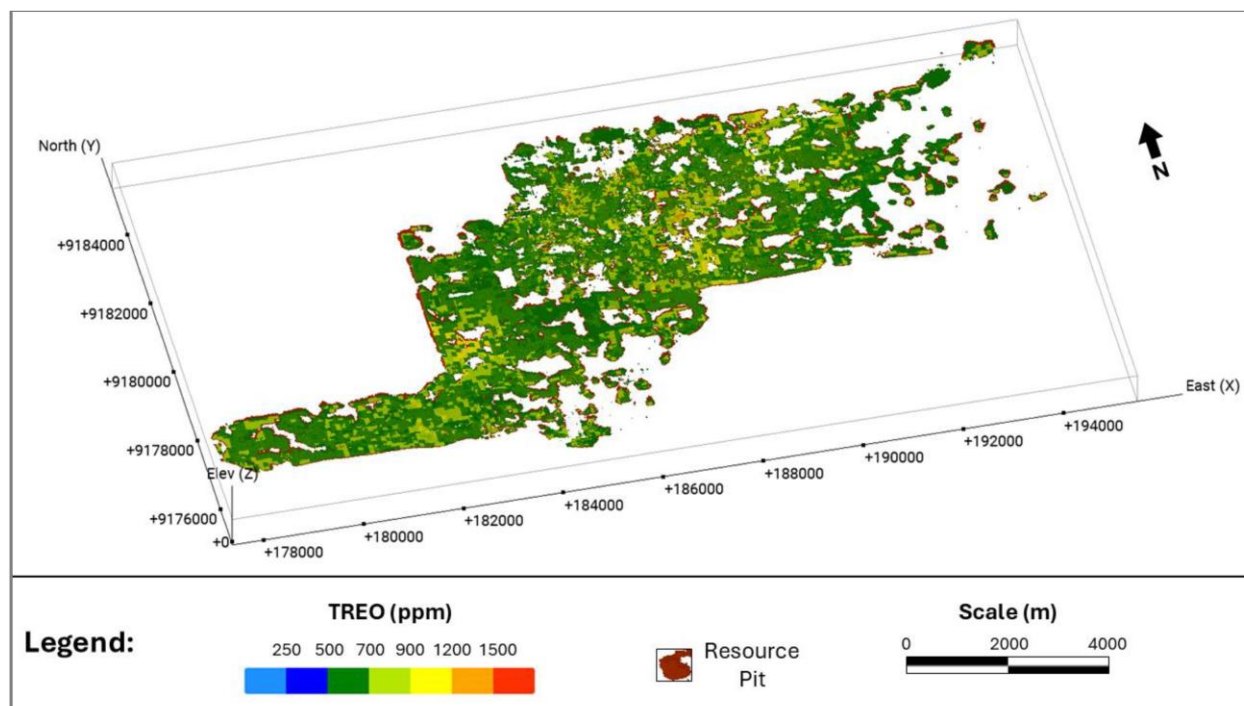 North (Y)
+9184000
+9182000
+9180000
+9178000
+9176000
Elev (Z)
+0
East (X)
+178000
+180000
+182000
+184000
+186000
+188000
+190000
+192000
+194000
N
Legend:
TREO (ppm)
250 500 700 900 1200 1500
Resource
Pit
Scale (m)
0 2000 4000